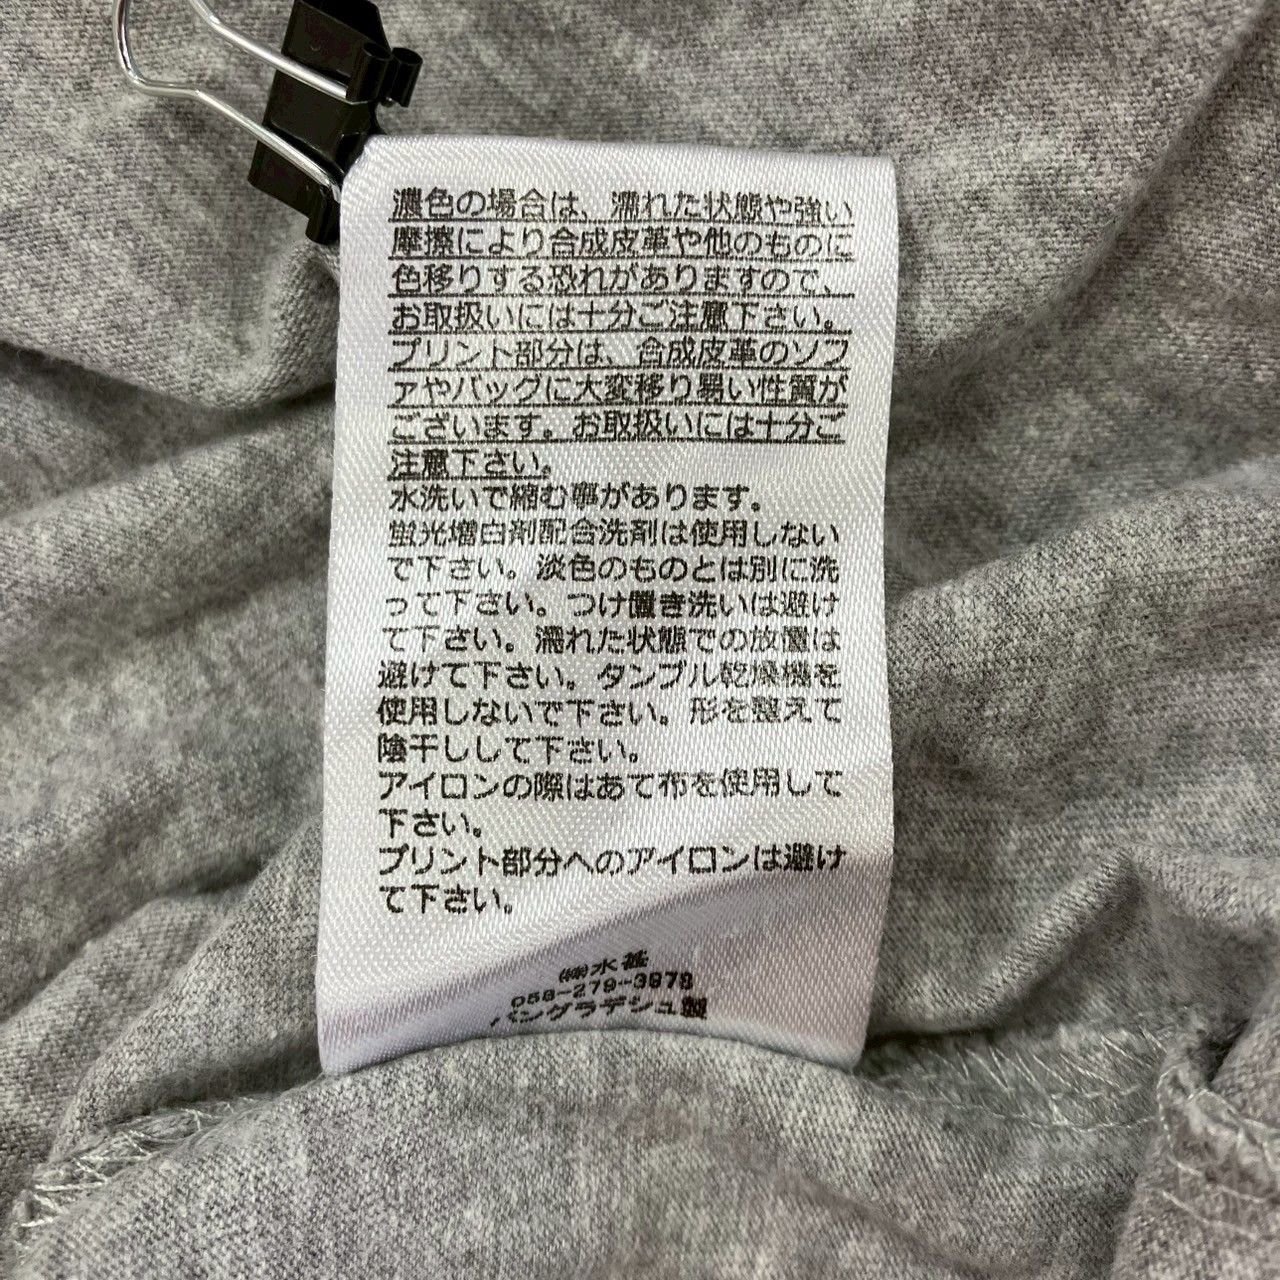 濃色の場合は、濡れた状態や強い
摩擦により合成皮革や他のものに
色移りする恐れがありますので、
お取扱いには十分ご注意下さい。
プリント部分は、合成皮革のソフ
ァやバッグに大変移り易い性質が
ございます。お取扱いには十分ご
注意下さい。
水洗いで縮む事があります。
蛍光増白剤配合洗剤は使用しない
で下さい。淡色のものとは別に洗
って下さい。つけ置き洗いは避け
て下さい。濡れた状態での放置は
避けて下さい。タンブル乾燥機を
使用しないで下さい。形を整えて
陰干しして下さい。
アイロンの際はあて布を使用して
下さい。
プリント部分へのアイロンは避け
て下さい。
㈱水甚
058-279-3978
バングラデシュ製